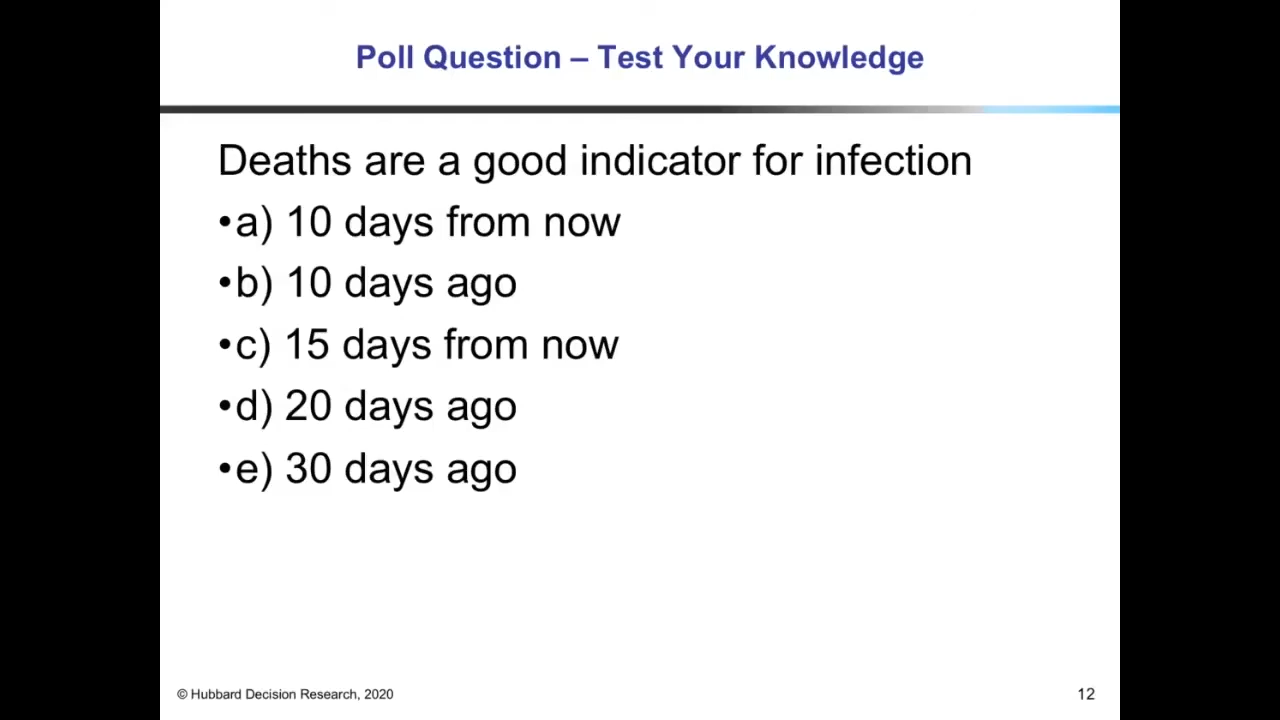 Poll Question – Test Your Knowledge
Deaths are a good indicator for infection
•a) 10 days from now
•b) 10 days ago
•c) 15 days from now
•d) 20 days ago
•e) 30 days ago
© Hubbard Decision Research, 2020
12